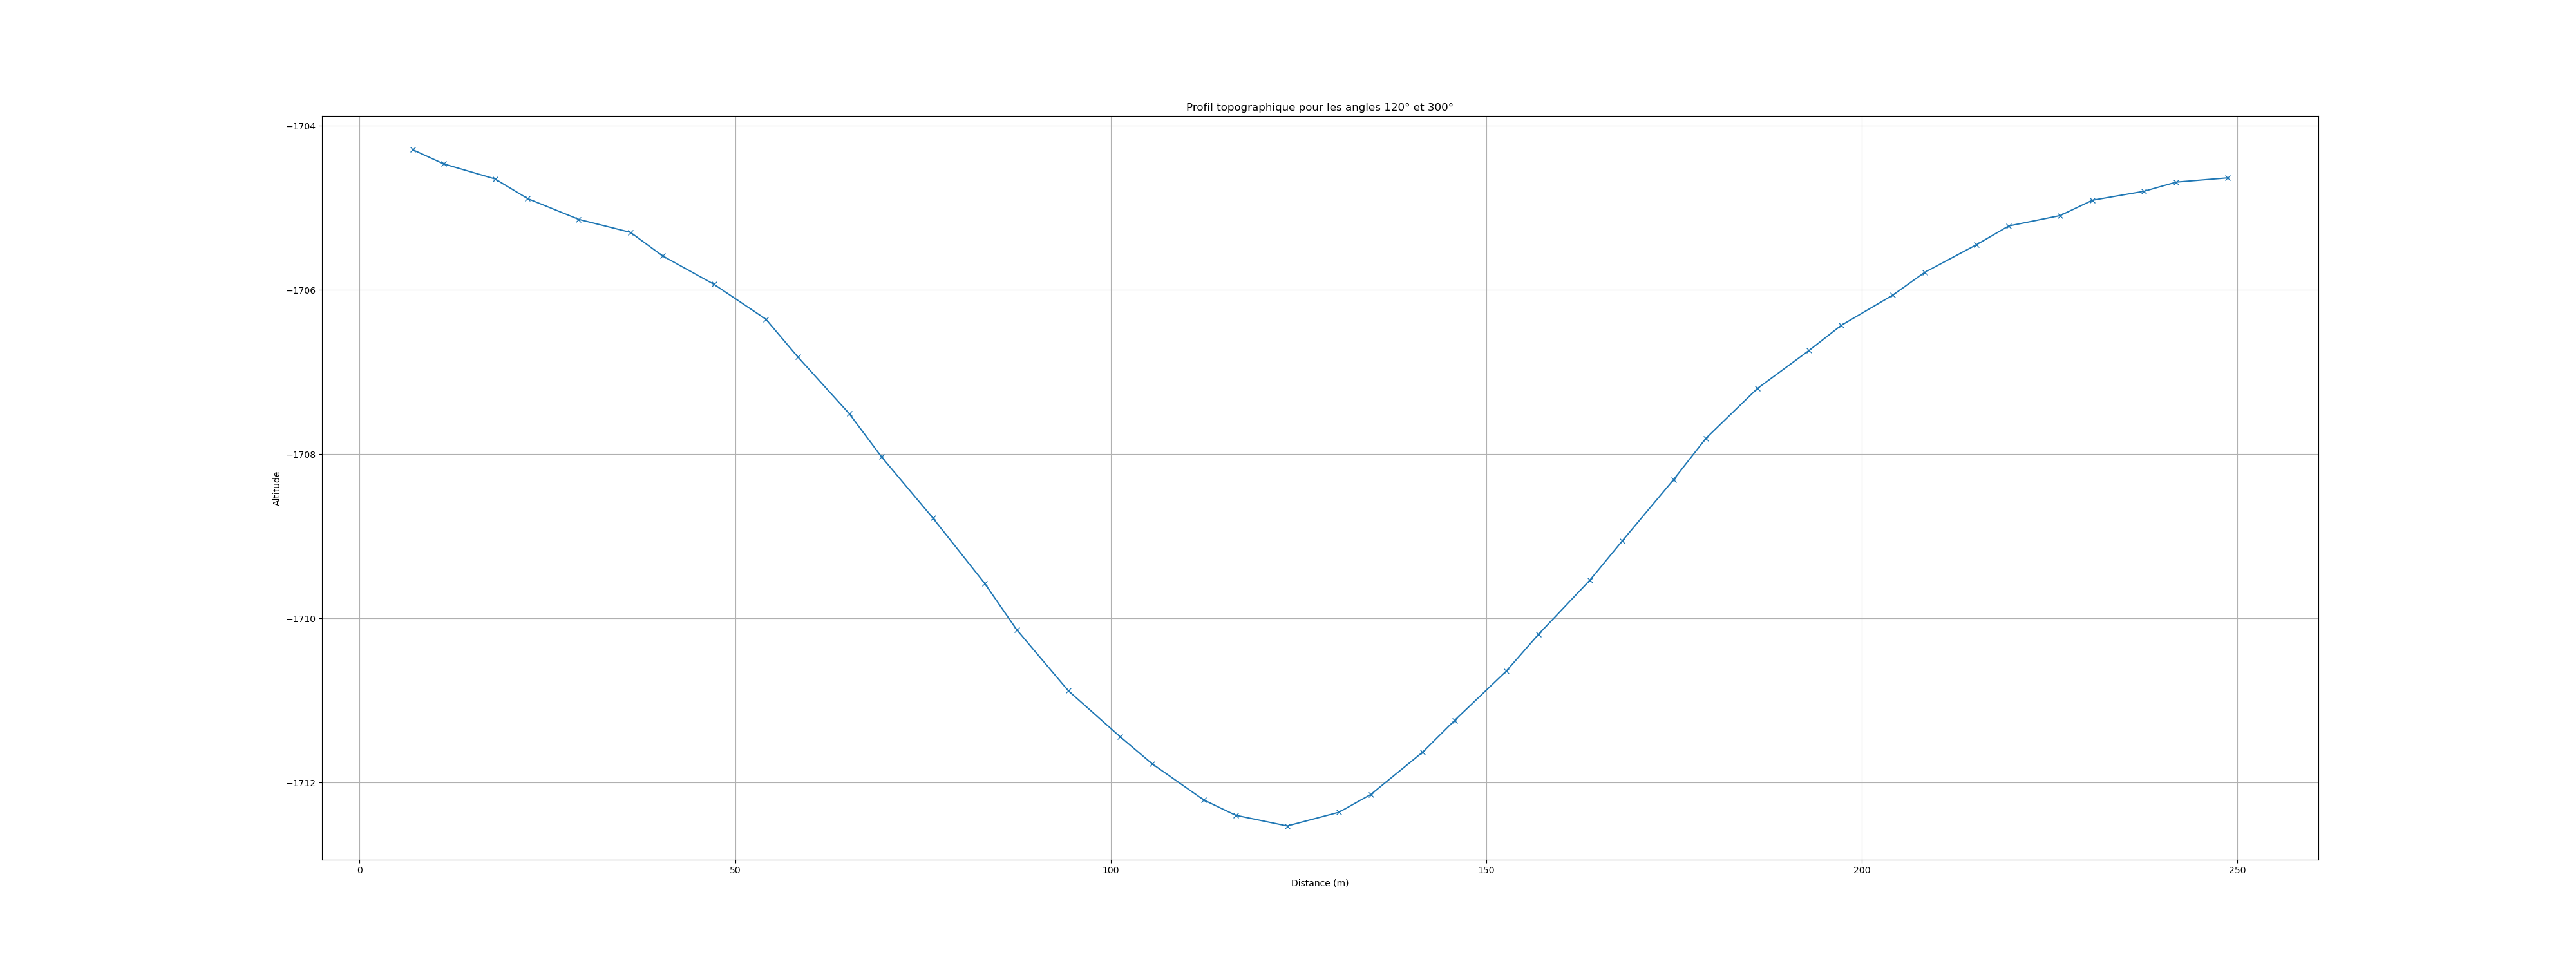 Profil topographique pour les angles 120° et 300°
−1704
−1706
−1708
−1710
−1712
Altitude
0 50 100 150 200 250
Distance (m)